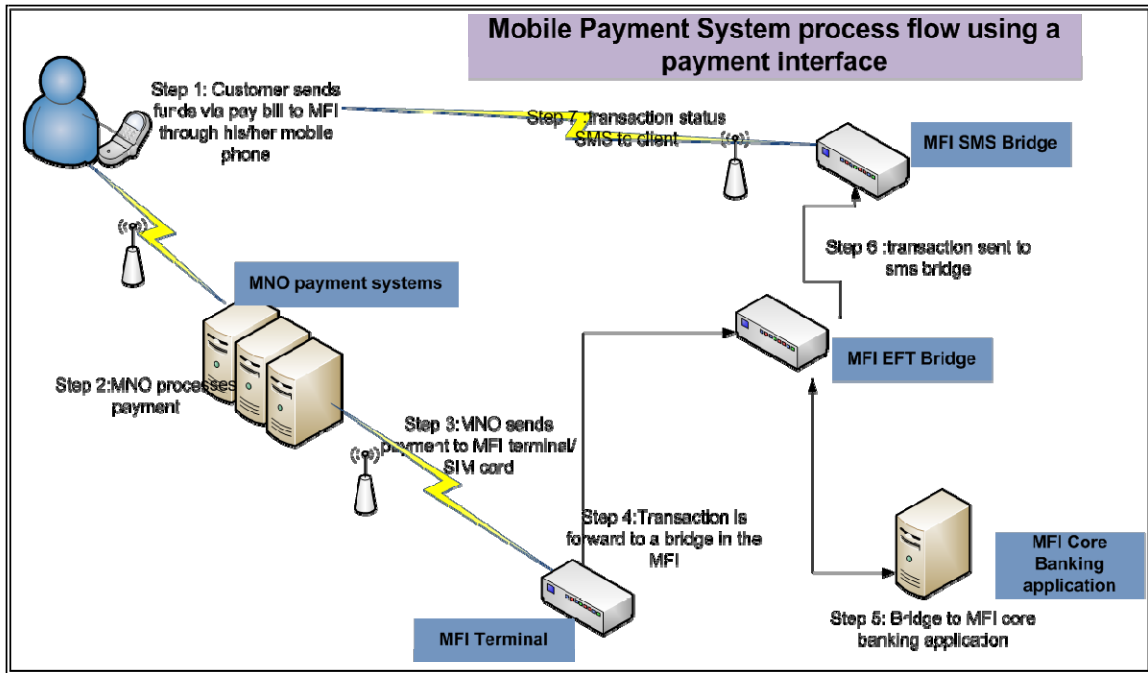 Mobile Payment System process flow using a
payment interface
Step 1: Customer sends
funds via pay bill to MFI
through his/her mobile
phone
Step 7: transaction status
SMS to client
MFI SMS Bridge
Step 6 :transaction sent to
sms bridge
MNO payment systems
MFI EFT Bridge
Step 2:MNO processes
payment
Step 3:MNO sends
payment to MFI terminal/
SIM card
Step 4:Transaction is
forward to a bridge in the
MFI
MFI Core
Banking
application
MFI Terminal
Step 5: Bridge to MFI core
banking application